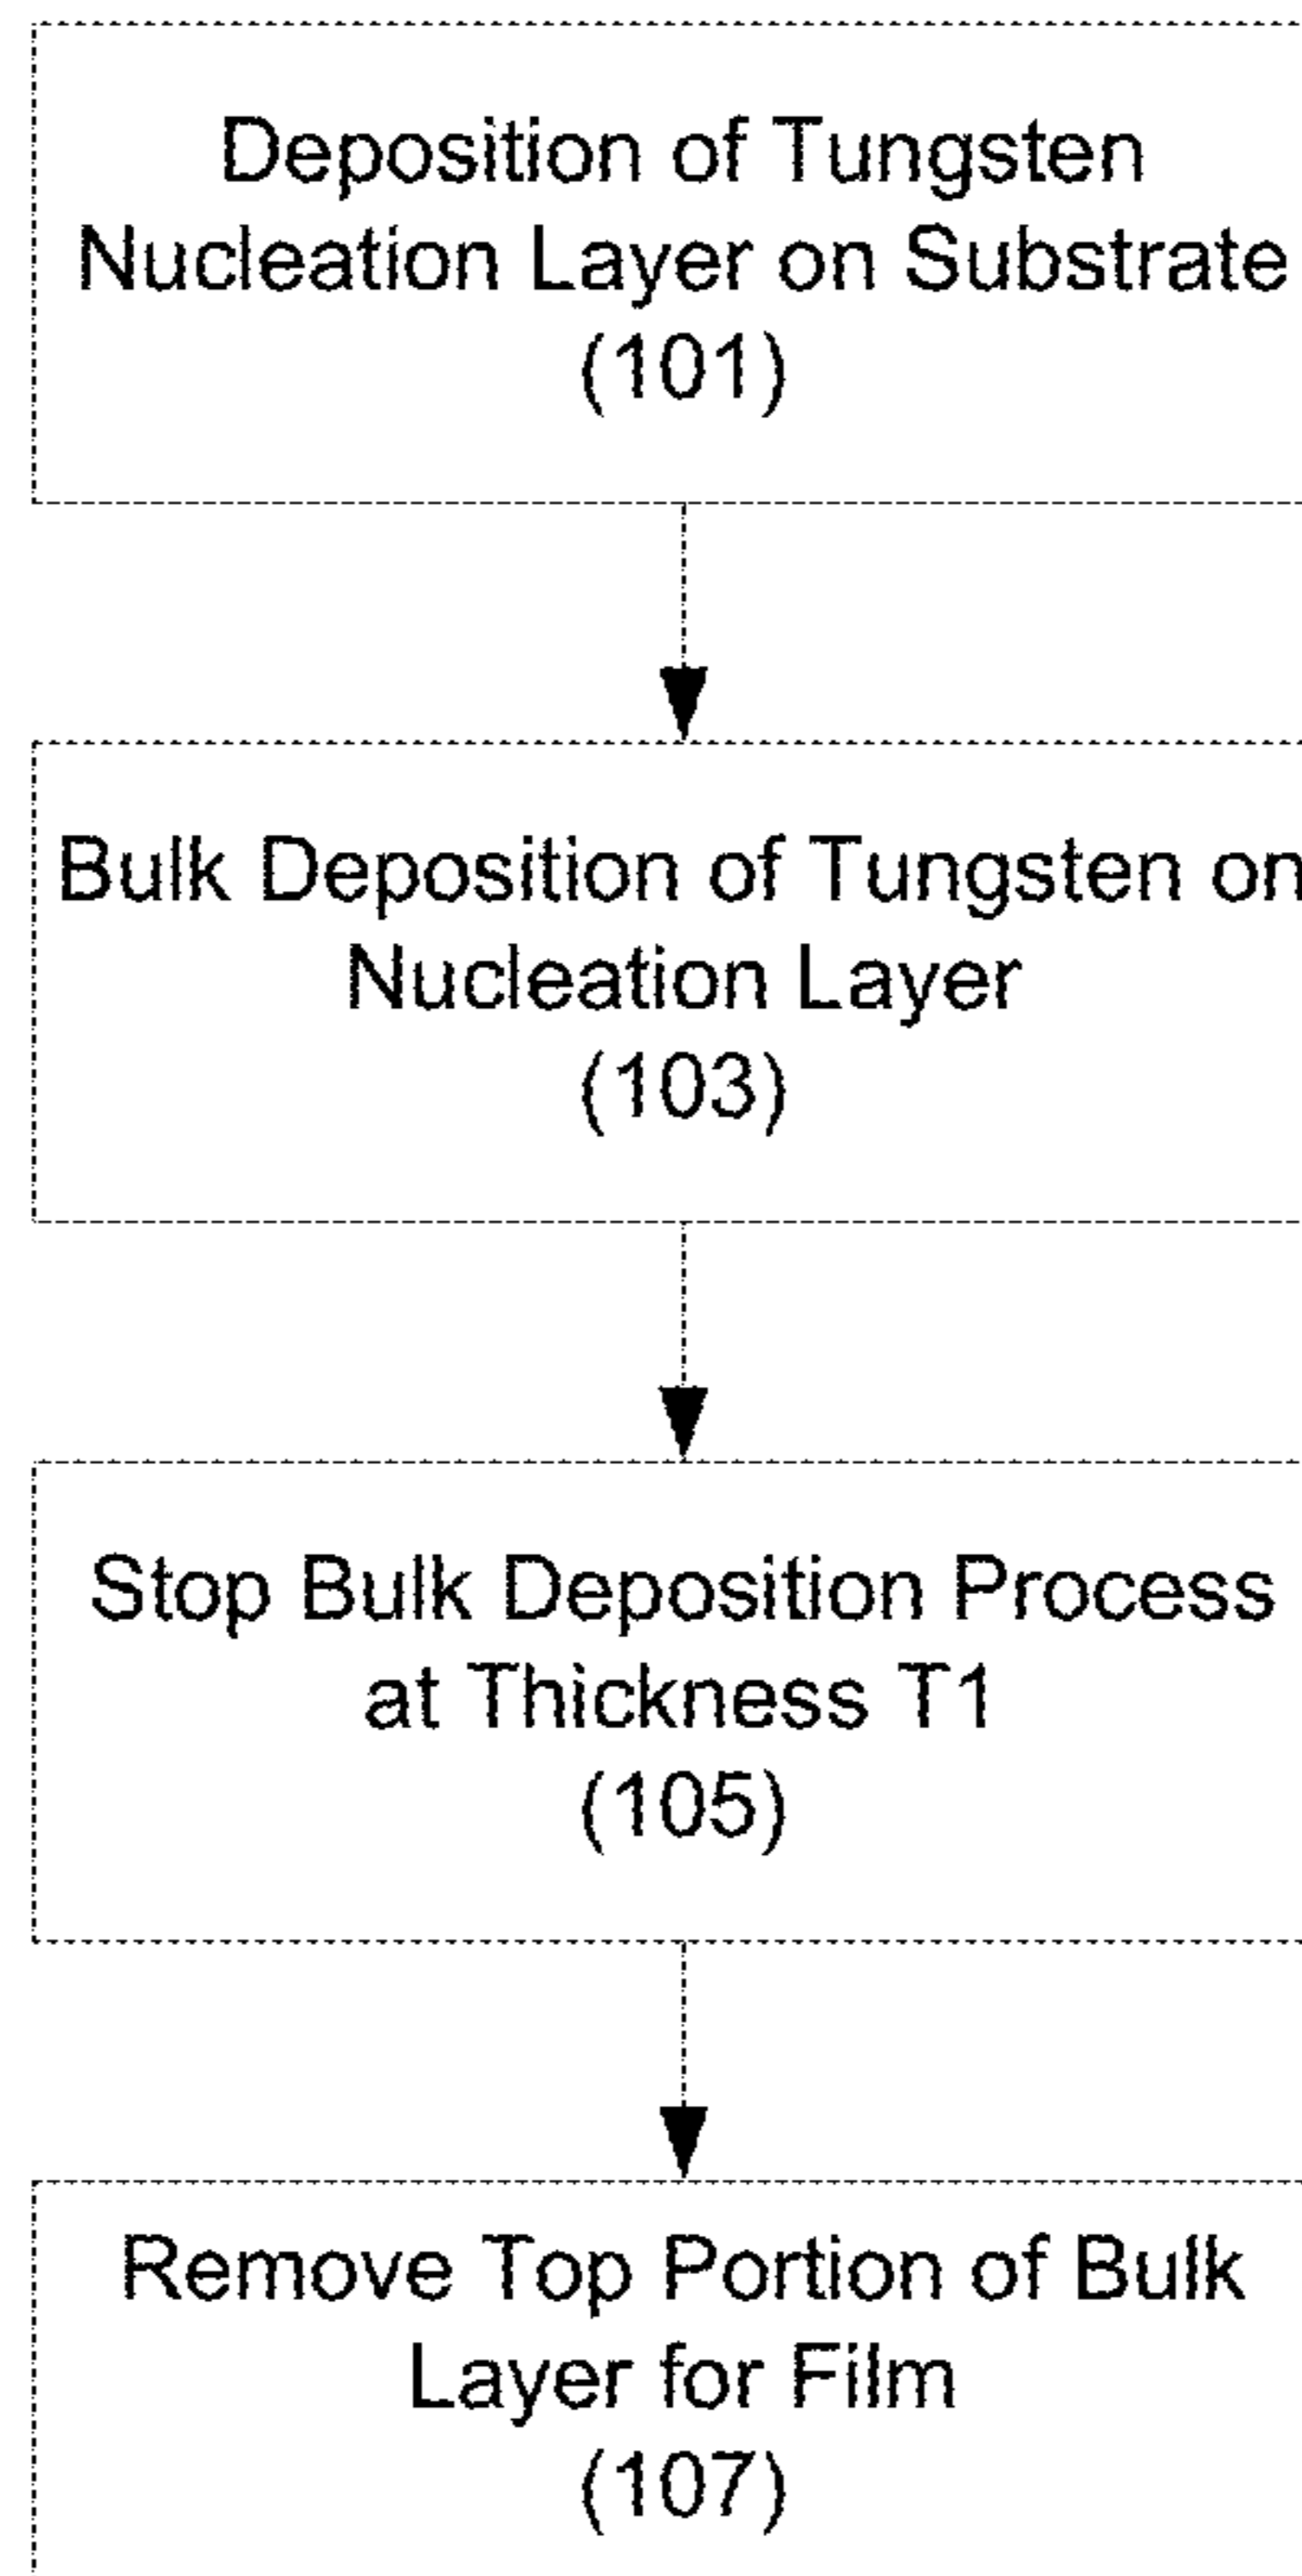 Deposition of Tungsten
Nucleation Layer on Substrate
(101)
Bulk Deposition of Tungsten on
Nucleation Layer
(103)
Stop Bulk Deposition Process
at Thickness T1
(105)
Remove Top Portion of Bulk
Layer for Film
(107)